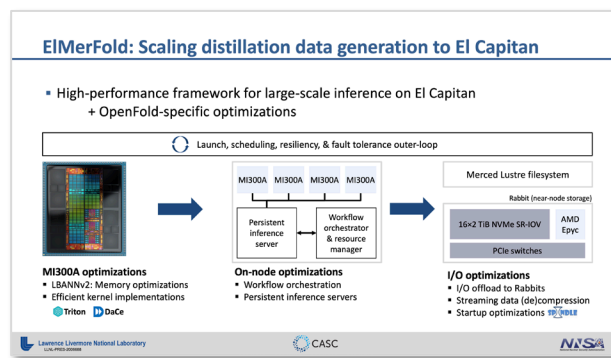 ElMerFold: Scaling distillation data generation to El Capitan
▪ High-performance framework for large-scale inference on El Capitan
+ OpenFold-specific optimizations
Launch, scheduling, resiliency, & fault tolerance outer-loop
MI300A MI300A MI300A MI300A
Persistent inference server
Workflow orchestrator & resource manager
Merced Lustre filesystem
Rabbit (near-node storage)
16×2 TiB NVMe SR-IOV
AMD Epyc
PCIe switches
MI300A optimizations
▪ LBANNv2: Memory optimizations
▪ Efficient kernel implementations
Triton DaCe
On-node optimizations
▪ Workflow orchestration
▪ Persistent inference servers
I/O optimizations
▪ I/O offload to Rabbits
▪ Streaming data (de)compression
▪ Startup optimizations SPINDLE
Lawrence Livermore National Laboratory
CASC
NNSA